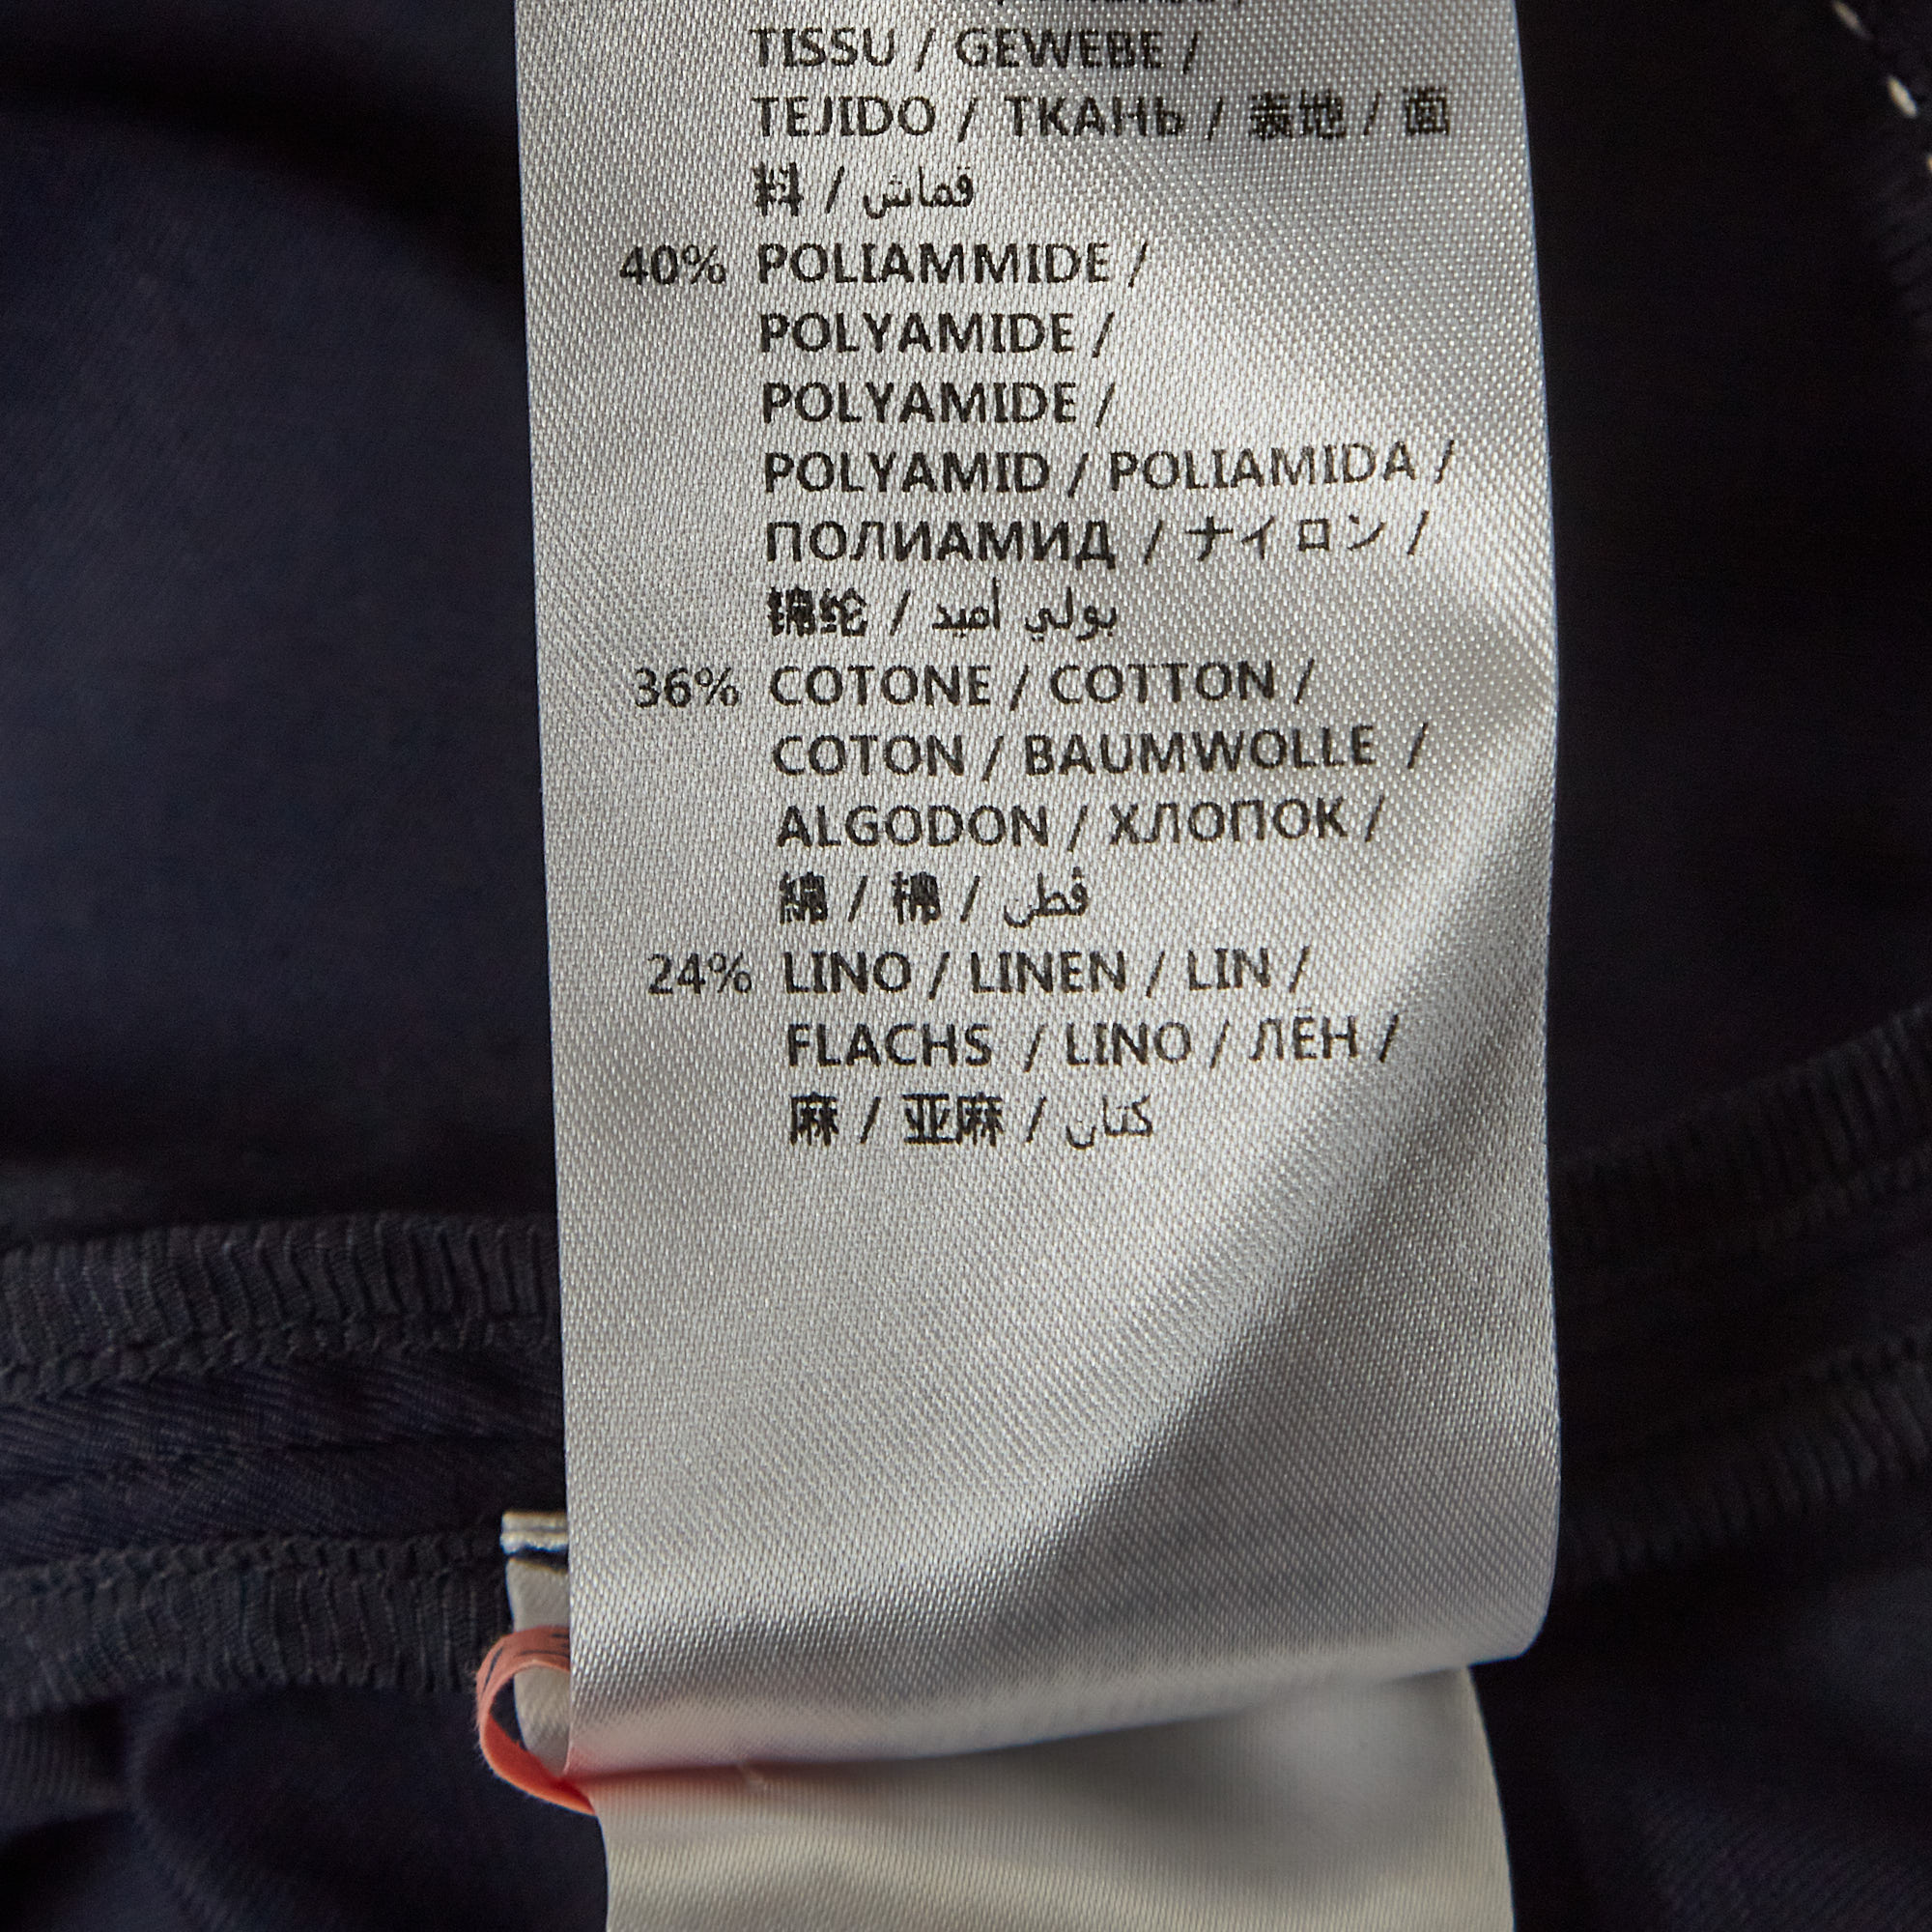 TISSU / GEWEBE /
TEJIDO / ТКАНЬ / 表地 / 面
料 / قماش
40% POLIAMMIDE /
POLYAMIDE /
POLYAMIDE /
POLYAMID / POLIAMIDA /
ПОЛИАМИД / ナイロン /
锦纶 / بولي أميد
36% COTONE / COTTON /
COTON / BAUMWOLLE /
ALGODON / ХЛОПОК /
綿 / 棉 / قطن
24% LINO / LINEN / LIN /
FLACHS / LINO / ЛЁН /
麻 / 亚麻 / كتان